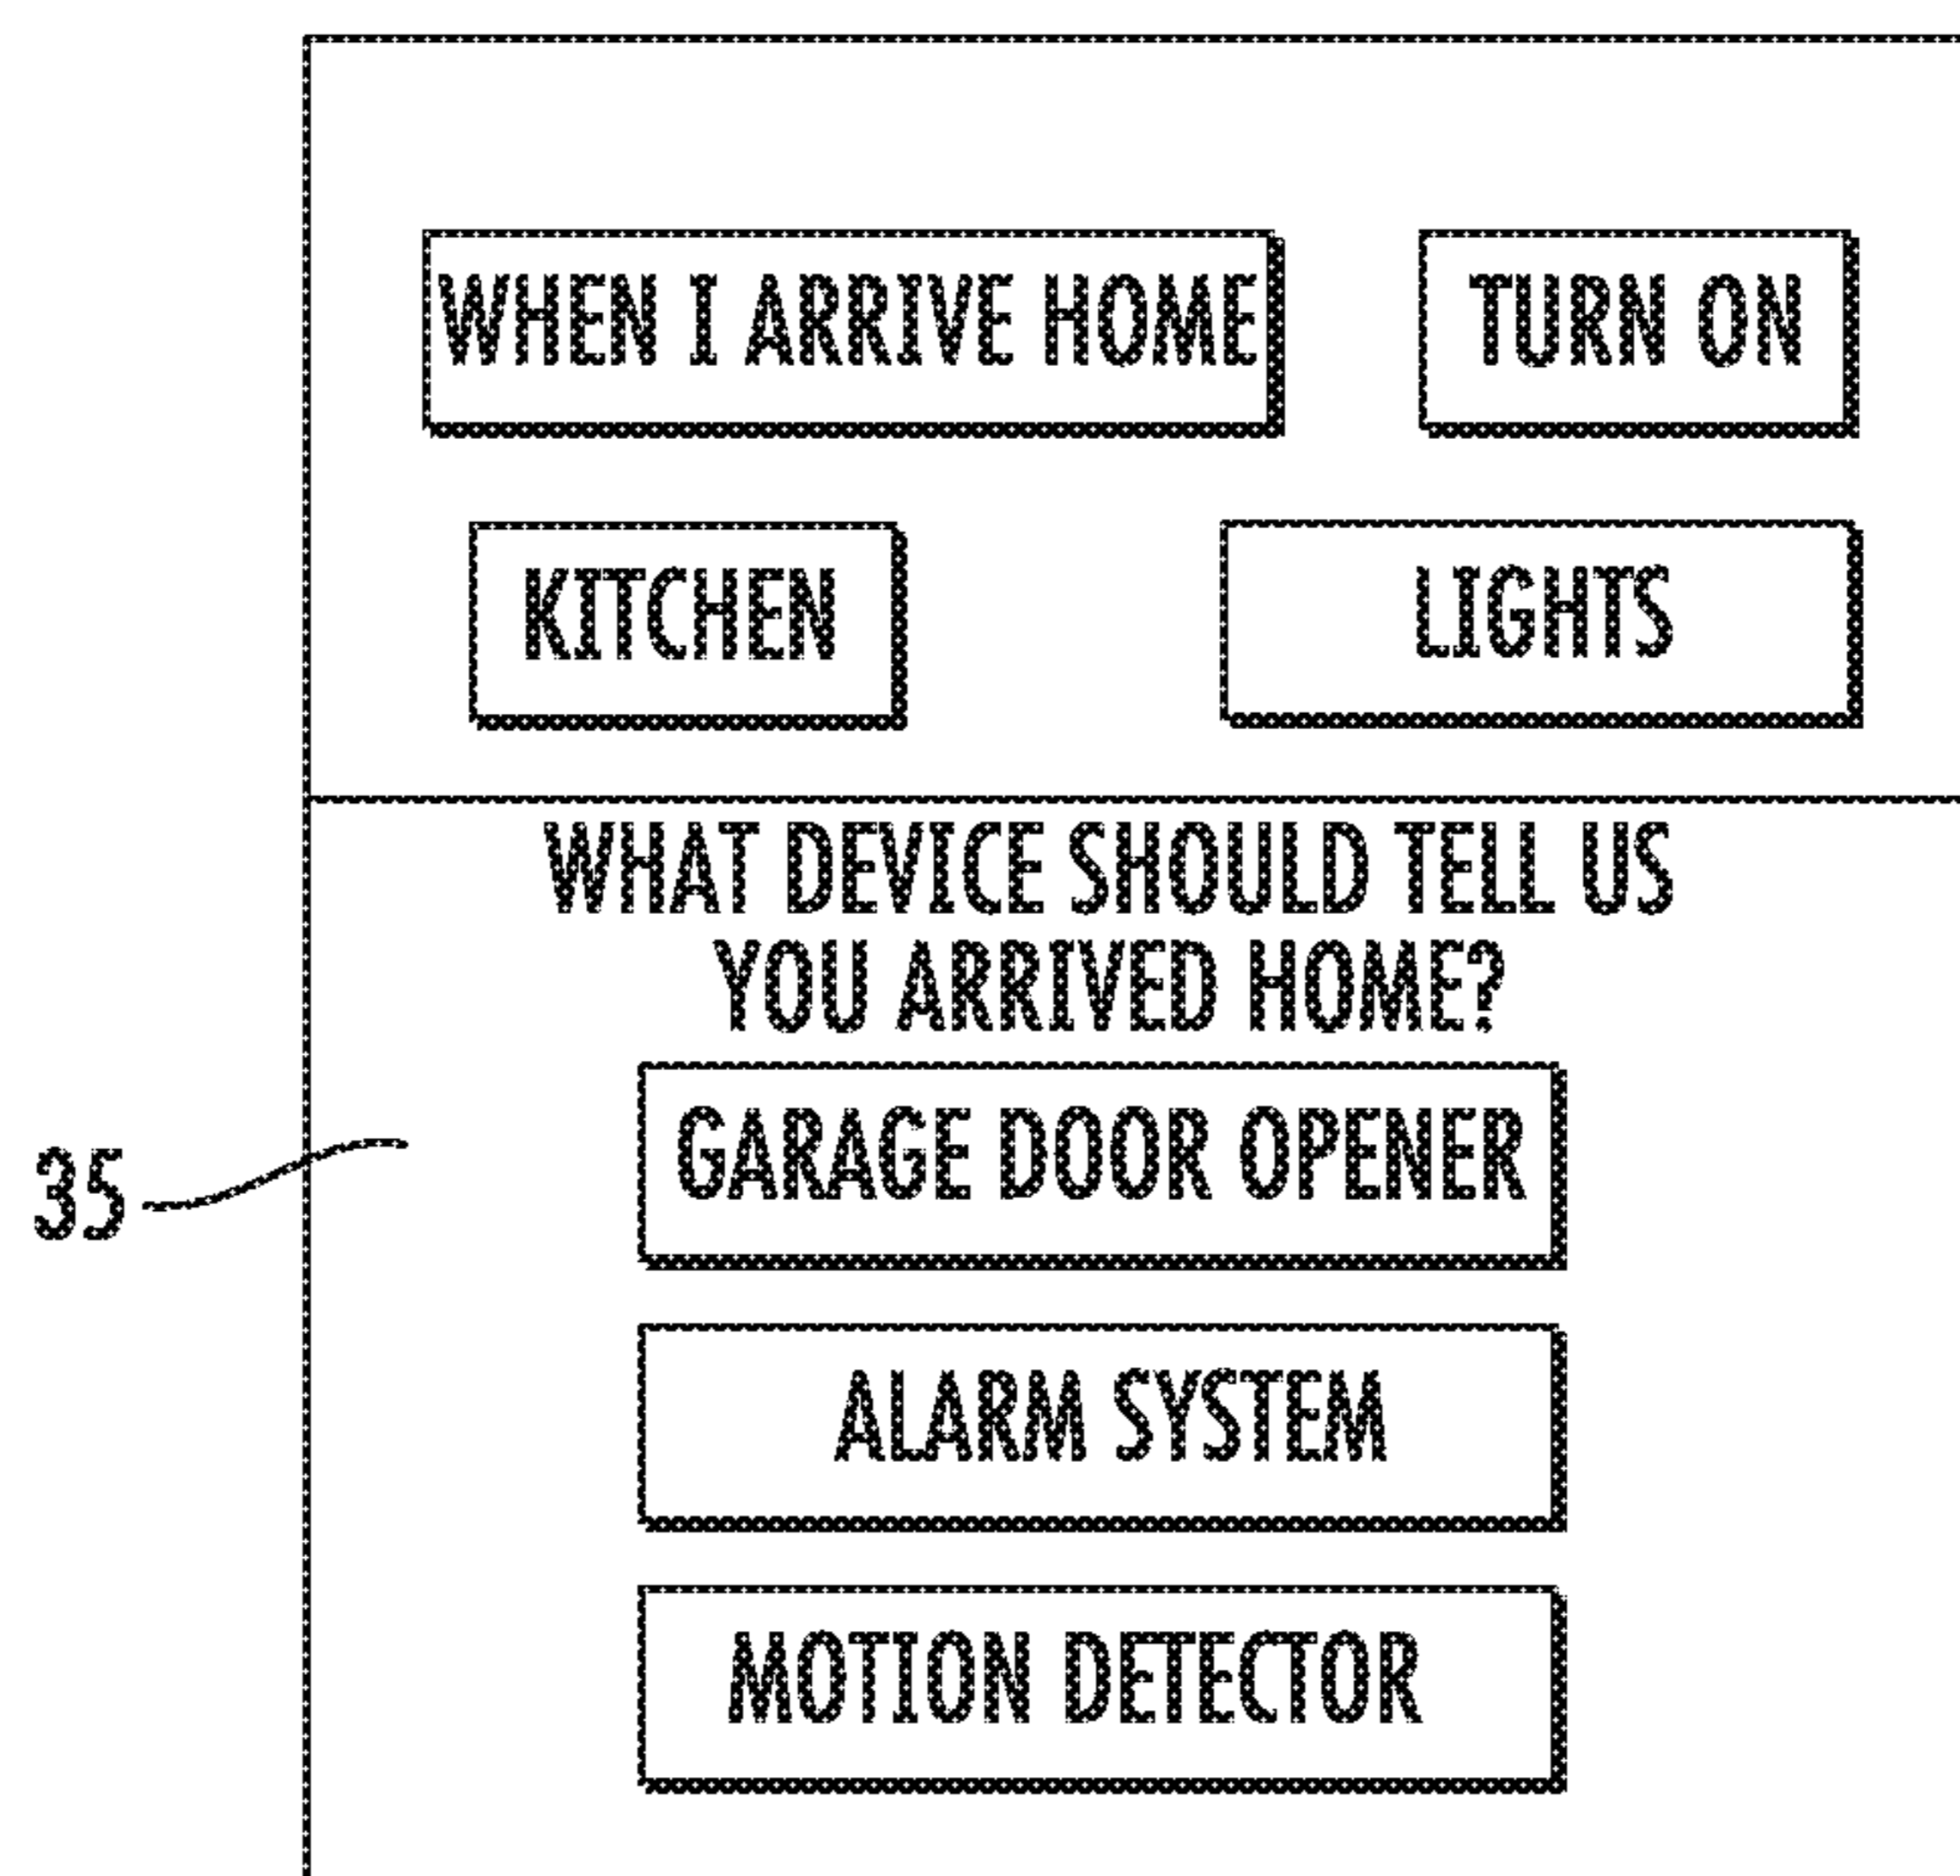 WHEN I ARRIVE HOME
TURN ON
KITCHEN
LIGHTS
WHAT DEVICE SHOULD TELL US
YOU ARRIVED HOME?
GARAGE DOOR OPENER
35
ALARM SYSTEM
MOTION DETECTOR